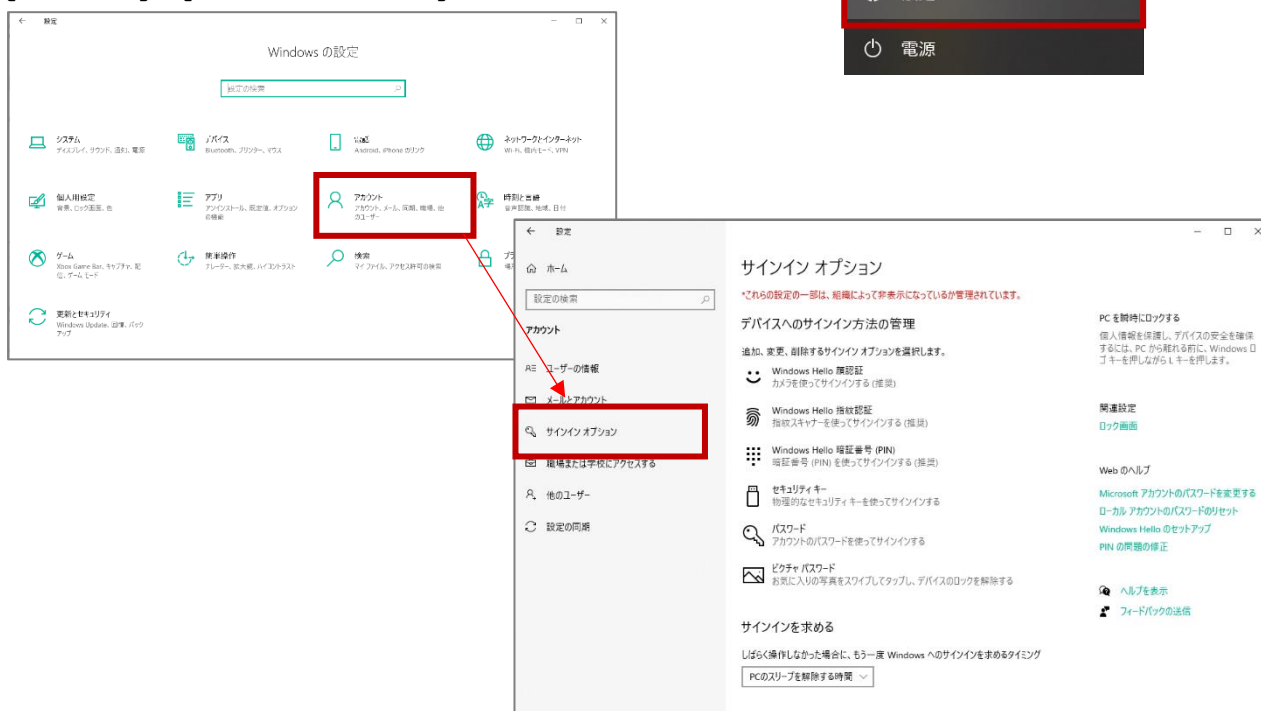 電源
設定
Windows の設定
設定の検索
システム
ディスプレイ、サウンド、通知、電源
デバイス
Bluetooth、プリンター、マウス
Android、iPhone のリンク
ネットワークとインターネット
Wi-Fi、機内モード、VPN
個人用設定
背景、ロック画面、色
アプリ
アンインストール、既定値、オプション
の機能
アカウント
アカウント、メール、同期、職場、他
のユーザー
時刻と言語
音声認識、地域、日付
ゲーム
Xbox Game Bar、キャプチャ、配
信、ゲーム モード
簡単操作
ナレーター、拡大鏡、ハイコントラスト
検索
マイ ファイル、アクセス許可の検索
更新とセキュリティ
Windows Update、回復、バック
アップ
設定
ホーム
設定の検索
アカウント
ユーザーの情報
メールとアカウント
サインイン オプション
職場または学校にアクセスする
他のユーザー
設定の同期
サインイン オプション
*これらの設定の一部は、組織によって非表示になっているか管理されています。
デバイスへのサインイン方法の管理
追加、変更、削除するサインイン オプションを選択します。
Windows Hello 顔認証
カメラを使ってサインインする (推奨)
Windows Hello 指紋認証
指紋スキャナーを使ってサインインする (推奨)
Windows Hello 暗証番号 (PIN)
暗証番号 (PIN) を使ってサインインする (推奨)
セキュリティ キー
物理的なセキュリティ キーを使ってサインインする
パスワード
アカウントのパスワードを使ってサインインする
ピクチャ パスワード
お気に入りの写真をスワイプしてタップし、デバイスのロックを解除する
サインインを求める
しばらく操作しなかった場合に、もう一度 Windows へのサインインを求めるタイミング
PCのスリープを解除する時間
PC を瞬時にロックする
個人情報を保護し、デバイスの安全を確保
するには、PC から離れる前に、Windows ロ
ゴ キーを押しながら L キーを押します。
関連設定
ロック画面
Web のヘルプ
Microsoft アカウントのパスワードを変更する
ローカル アカウントのパスワードのリセット
Windows Hello のセットアップ
PIN の問題の修正
ヘルプを表示
フィードバックの送信